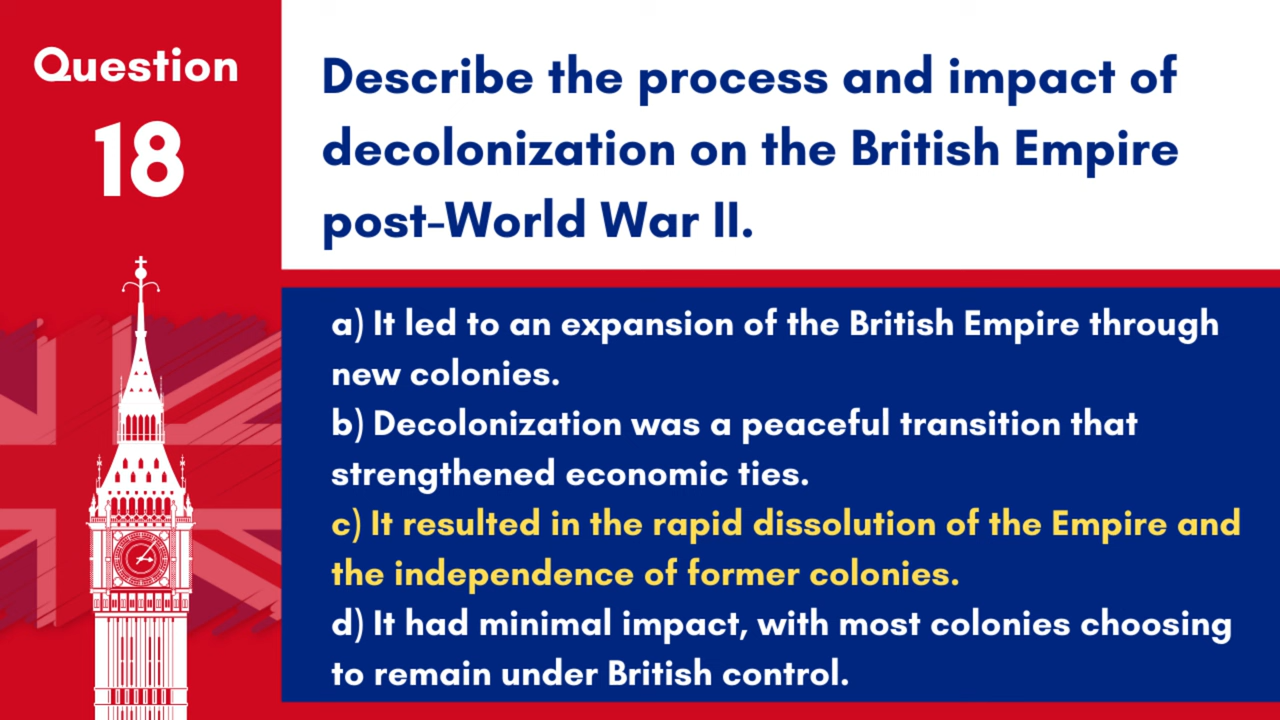 Question
18
Describe the process and impact of
decolonization on the British Empire
post-World War II.
a) It led to an expansion of the British Empire through
new colonies.
b) Decolonization was a peaceful transition that
strengthened economic ties.
c) It resulted in the rapid dissolution of the Empire and
the independence of former colonies.
d) It had minimal impact, with most colonies choosing
to remain under British control.